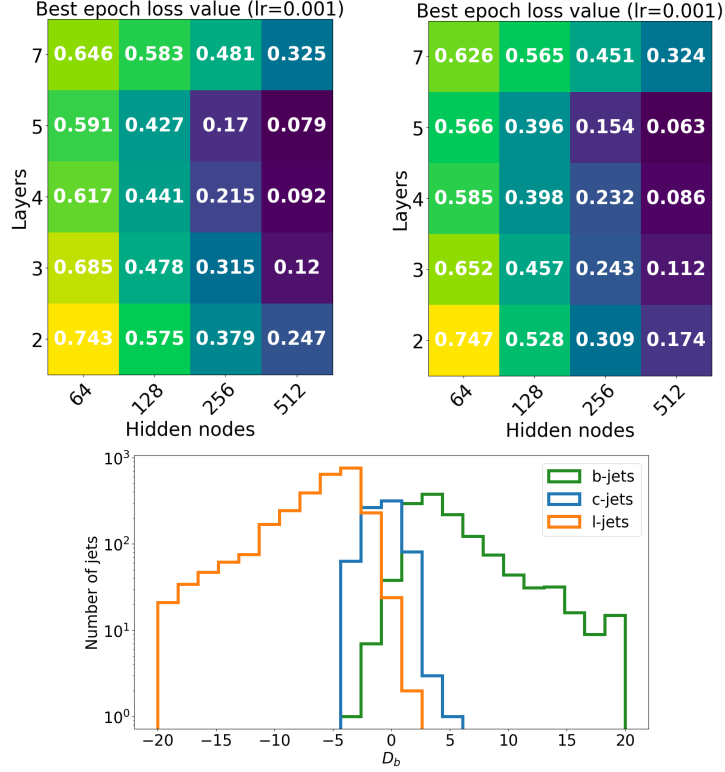 Best epoch loss value (lr=0.001)
7 0.646 0.583 0.481 0.325
5 0.591 0.427 0.17 0.079
4 0.617 0.441 0.215 0.092
3 0.685 0.478 0.315 0.12
2 0.743 0.575 0.379 0.247
Layers
64 128 256 512
Hidden nodes
Best epoch loss value (lr=0.001)
7 0.626 0.565 0.451 0.324
5 0.566 0.396 0.154 0.063
4 0.585 0.398 0.232 0.086
3 0.652 0.457 0.243 0.112
2 0.747 0.528 0.309 0.174
Layers
64 128 256 512
Hidden nodes
10³
10²
10¹
10⁰
Number of jets
b-jets
c-jets
l-jets
−20 −15 −10 −5 0 5 10 15 20
D_b